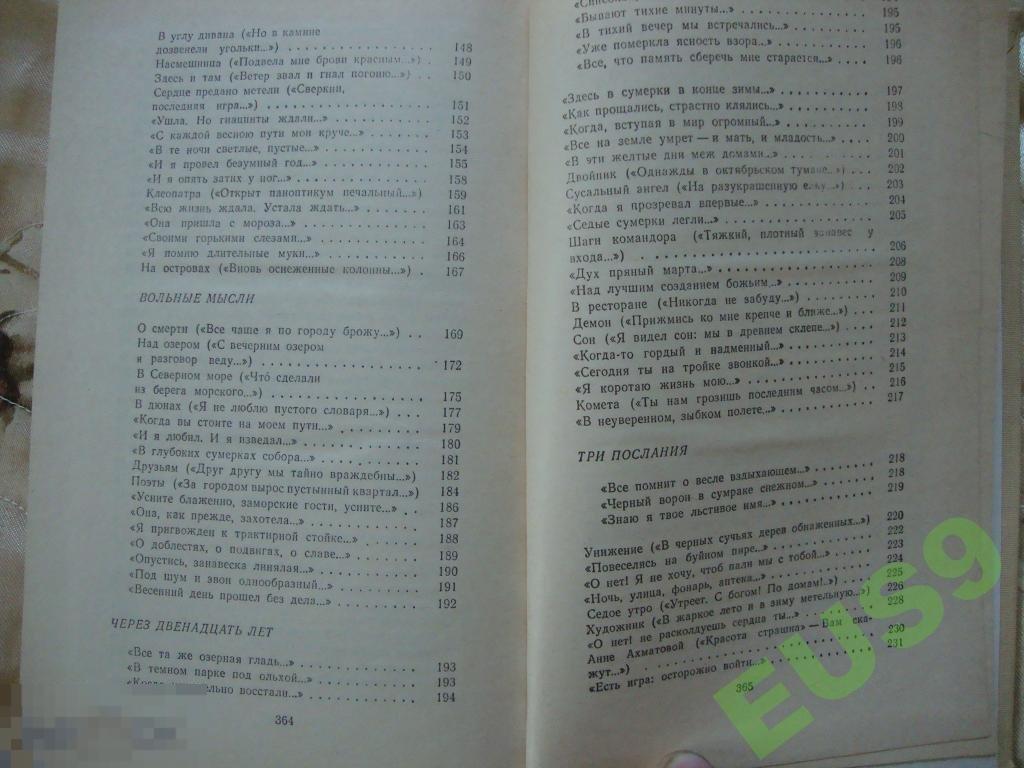 В углу дивана («Но в камине
дозвенели угольки...») . . . . . . . . . . . . . . 148
Насмешница («Подвела мне брови красным...») . 149
Здесь и там («Ветер звал и гнал погоню...») . . 150
Сердце предано метели («Сверкни,
последняя игра...») . . . . . . . . . . . . . . . . 151
«Ушла. Но гиацинты ждали...» . . . . . . . . . 152
«С каждой весною пути мои круче...» . . . . . 153
«В те ночи светлые, пустые...» . . . . . . . . . 154
«И я провел безумный год...» . . . . . . . . . . 155
«И я опять затих у ног...» . . . . . . . . . . . . 158
Клеопатра («Открыт паноптикум печальный...») 159
«Всю жизнь ждала. Устала ждать...» . . . . . . 161
«Она пришла с мороза...» . . . . . . . . . . . . 163
«Своими горькими слезами...» . . . . . . . . . 164
«Я помню длительные муки...» . . . . . . . . . 166
На островах («Вновь оснеженные колонны...») . 167
ВОЛЬНЫЕ МЫСЛИ
О смерти («Все чаще я по городу брожу...») . . 169
Над озером («С вечерним озером
я разговор веду...») . . . . . . . . . . . . . . . 172
В Северном море («Что́ сделали
из берега морского...») . . . . . . . . . . . . . 175
В дюнах («Я не люблю пустого словаря...») . . . 177
«Когда вы стоите на моем пути...» . . . . . . . 179
«И я любил. И я изведал...» . . . . . . . . . . 180
«В глубоких сумерках собора...» . . . . . . . . 181
Друзьям («Друг другу мы тайно враждебны...») 182
Поэты («За городом вырос пустынный квартал...») 184
«Усните блаженно, заморские гости, усните...» . . 186
«Она, как прежде, захотела...» . . . . . . . . . 187
«Я пригвожден к трактирной стойке...» . . . . . 188
«О доблестях, о подвигах, о славе...» . . . . . . 189
«Опустись, занавеска линялая...» . . . . . . . . 190
«Под шум и звон однообразный...» . . . . . . . 191
«Весенний день прошел без дела...» . . . . . . 192
ЧЕРЕЗ ДВЕНАДЦАТЬ ЛЕТ
«Все та же озерная гладь...» . . . . . . . . . . 193
«В темном парке под ольхой...» . . . . . . . . 193
восстали...» . . . . . . . . 194
364
«Бывают тихие минуты...» . . . . . . . . . . . 195
«В тихий вечер мы встречались...» . . . . . . . 195
«Уже померкла ясность взора...» . . . . . . . . 196
«Все, что память сберечь мне старается...» . . . 196
«Здесь в сумерки в конце зимы...» . . . . . . . 197
«Как прощались, страстно клялись...» . . . . . . 198
«Когда, вступая в мир огромный...» . . . . . . . 199
«Все на земле умрет — и мать, и младость... . . . 200
«В эти желтые дни меж домами...» . . . . . . . 201
Двойник («Однажды в октябрьском тумане...») . . 202
Сусальный ангел («На разукрашенную елку...») . . 203
«Когда я прозревал впервые...» . . . . . . . . . 204
«Седые сумерки легли...» . . . . . . . . . . . . 205
Шаги командора («Тяжкий, плотный занавес у
входа...») . . . . . . . . . . . . . . . . . . . . 206
«Дух пряный марта...» . . . . . . . . . . . . . 208
«Над лучшим созданием божьим...» . . . . . . . 209
В ресторане («Никогда не забуду...») . . . . . . 210
Демон («Прижмись ко мне крепче и ближе...») . . . 211
Сон («Я видел сон: мы в древнем склепе...») . . . 212
«Когда-то гордый и надменный...» . . . . . . . . 213
«Сегодня ты на тройке звонкой...» . . . . . . . . 214
«Я коротаю жизнь мою...» . . . . . . . . . . . . 215
Комета («Ты нам грозишь последним часом...») . . 216
«В неуверенном, зыбком полете...» . . . . . . . . 217
ТРИ ПОСЛАНИЯ
«Все помнит о весле вздыхающем...» . . . . . . . 218
«Черный ворон в сумраке снежном...» . . . . . . 218
«Знаю я твое льстивое имя...» . . . . . . . . . . 219
Унижение («В черных сучьях дерев обнаженных...») 220
«Повеселясь на буйном пире...» . . . . . . . . . 222
«О нет! Я не хочу, чтоб пали мы с тобой...» . . . 223
«Ночь, улица, фонарь, аптека...» . . . . . . . . 224
Седое утро («Утреет. С богом! По домам!..») . . . 225
Художник («В жаркое лето и в зиму метельную...») 226
«О нет! не расколдуешь сердца ты...» . . . . . . 228
Анне Ахматовой («Красота страшна» — Вам ска-
жут...») . . . . . . . . . . . . . . . . . . . . 230
«Есть игра: осторожно войти...» . . . . . . . . . 231
365
EUS9